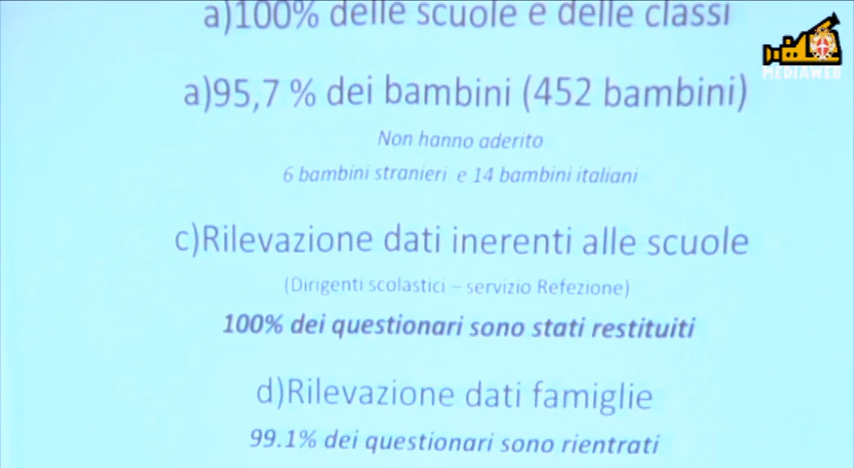 a)100% delle scuole e delle classi
MEDIAWEB
a)95,7 % dei bambini (452 bambini)
Non hanno aderito
6 bambini stranieri e 14 bambini italiani
c)Rilevazione dati inerenti alle scuole
(Dirigenti scolastici – servizio Refezione)
100% dei questionari sono stati restituiti
d)Rilevazione dati famiglie
99.1% dei questionari sono rientrati